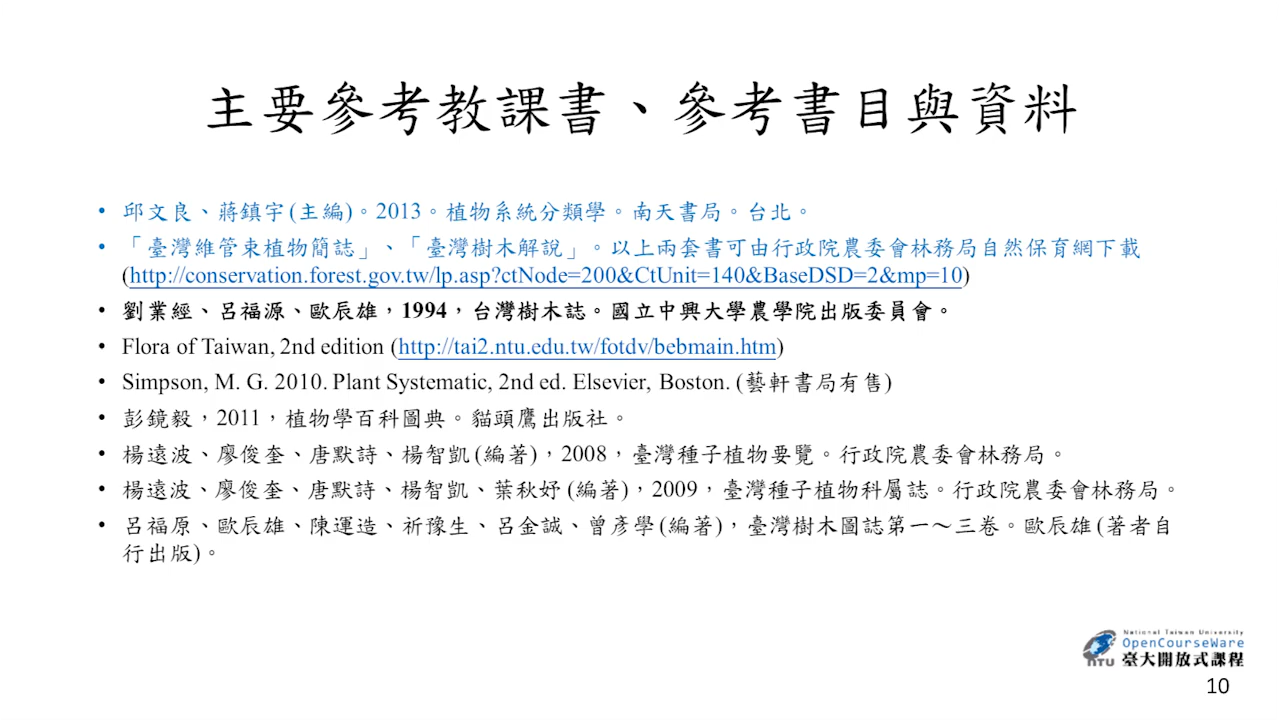 主要參考教課書、參考書目與資料
• 邱文良、蔣鎮宇 (主編)。2013。植物系統分類學。南天書局。台北。
• 「臺灣維管束植物簡誌」、「臺灣樹木解說」。以上兩套書可由行政院農委會林務局自然保育網下載
(http://conservation.forest.gov.tw/lp.asp?ctNode=200&CtUnit=140&BaseDSD=2&mp=10)
• 劉業經、呂福源、歐辰雄，1994，台灣樹木誌。國立中興大學農學院出版委員會。
• Flora of Taiwan, 2nd edition (http://tai2.ntu.edu.tw/fotdv/bebmain.htm)
• Simpson, M. G. 2010. Plant Systematic, 2nd ed. Elsevier, Boston. (藝軒書局有售)
• 彭鏡毅，2011，植物學百科圖典。貓頭鷹出版社。
• 楊遠波、廖俊奎、唐默詩、楊智凱 (編著)，2008，臺灣種子植物要覽。行政院農委會林務局。
• 楊遠波、廖俊奎、唐默詩、楊智凱、葉秋妤 (編著)，2009，臺灣種子植物科屬誌。行政院農委會林務局。
• 呂福原、歐辰雄、陳運造、祈豫生、呂金誠、曾彥學 (編著)，臺灣樹木圖誌第一～三卷。歐辰雄 (著者自
行出版)。
National Taiwan University
OpenCourseWare
NTU 臺大開放式課程
10